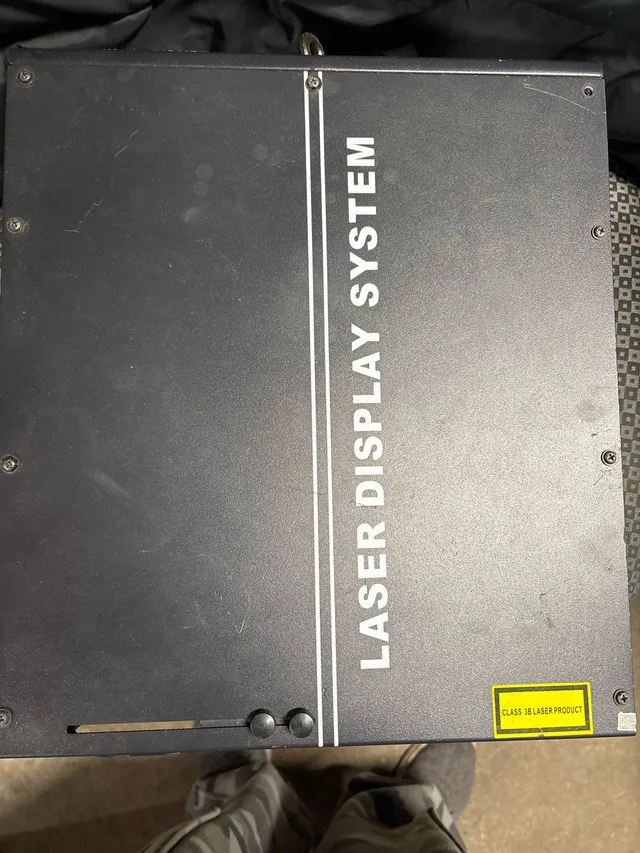 LASER DISPLAY SYSTEM
CLASS 3B LASER PRODUCT